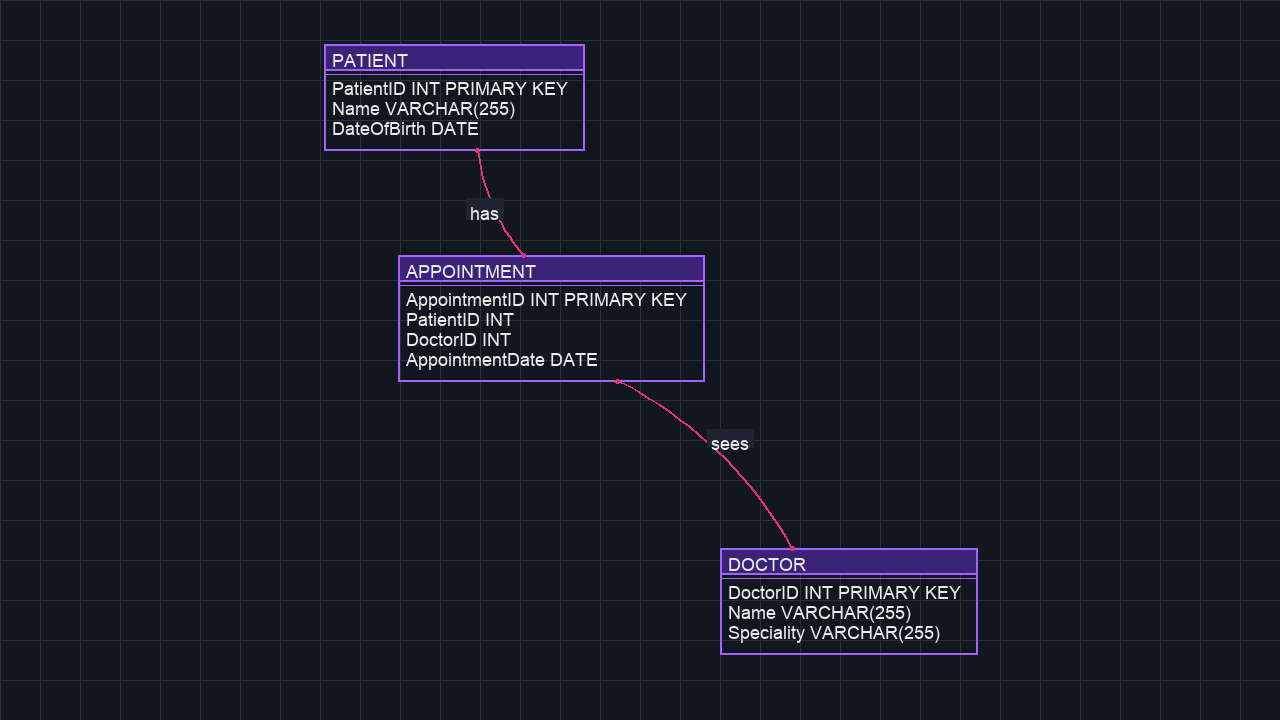 PATIENT
PatientID INT PRIMARY KEY
Name VARCHAR(255)
DateOfBirth DATE
has
APPOINTMENT
AppointmentID INT PRIMARY KEY
PatientID INT
DoctorID INT
AppointmentDate DATE
sees
DOCTOR
DoctorID INT PRIMARY KEY
Name VARCHAR(255)
Speciality VARCHAR(255)